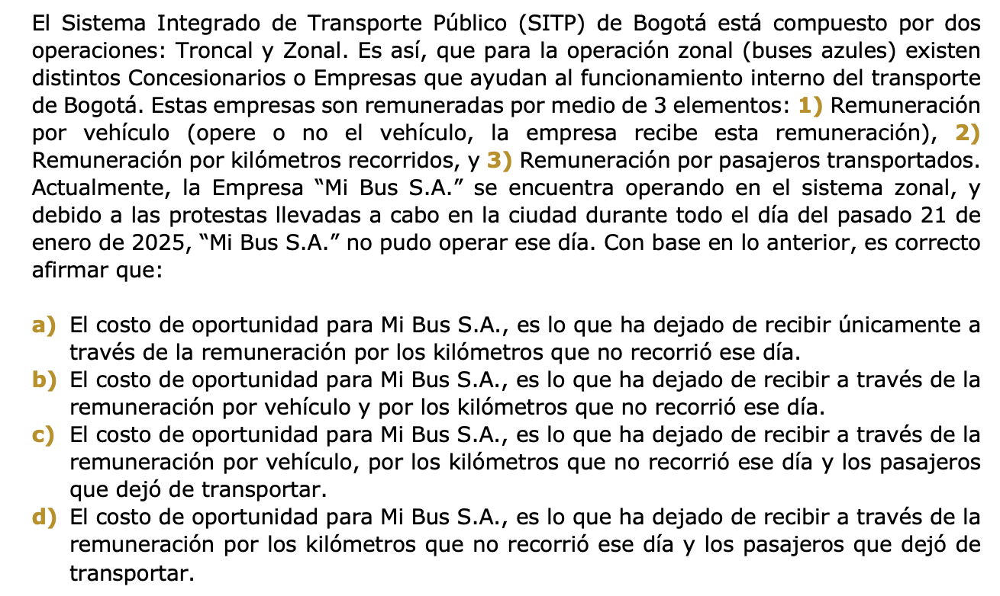 El Sistema Integrado de Transporte Público (SITP) de Bogotá está compuesto por dos
operaciones: Troncal y Zonal. Es así, que para la operación zonal (buses azules) existen
distintos Concesionarios o Empresas que ayudan al funcionamiento interno del transporte
de Bogotá. Estas empresas son remuneradas por medio de 3 elementos: 1) Remuneración
por vehículo (opere o no el vehículo, la empresa recibe esta remuneración), 2)
Remuneración por kilómetros recorridos, y 3) Remuneración por pasajeros transportados.
Actualmente, la Empresa “Mi Bus S.A.” se encuentra operando en el sistema zonal, y
debido a las protestas llevadas a cabo en la ciudad durante todo el día del pasado 21 de
enero de 2025, “Mi Bus S.A.” no pudo operar ese día. Con base en lo anterior, es correcto
afirmar que:
a) El costo de oportunidad para Mi Bus S.A., es lo que ha dejado de recibir únicamente a
través de la remuneración por los kilómetros que no recorrió ese día.
b) El costo de oportunidad para Mi Bus S.A., es lo que ha dejado de recibir a través de la
remuneración por vehículo y por los kilómetros que no recorrió ese día.
c) El costo de oportunidad para Mi Bus S.A., es lo que ha dejado de recibir a través de la
remuneración por vehículo, por los kilómetros que no recorrió ese día y los pasajeros
que dejó de transportar.
d) El costo de oportunidad para Mi Bus S.A., es lo que ha dejado de recibir a través de la
remuneración por los kilómetros que no recorrió ese día y los pasajeros que dejó de
transportar.